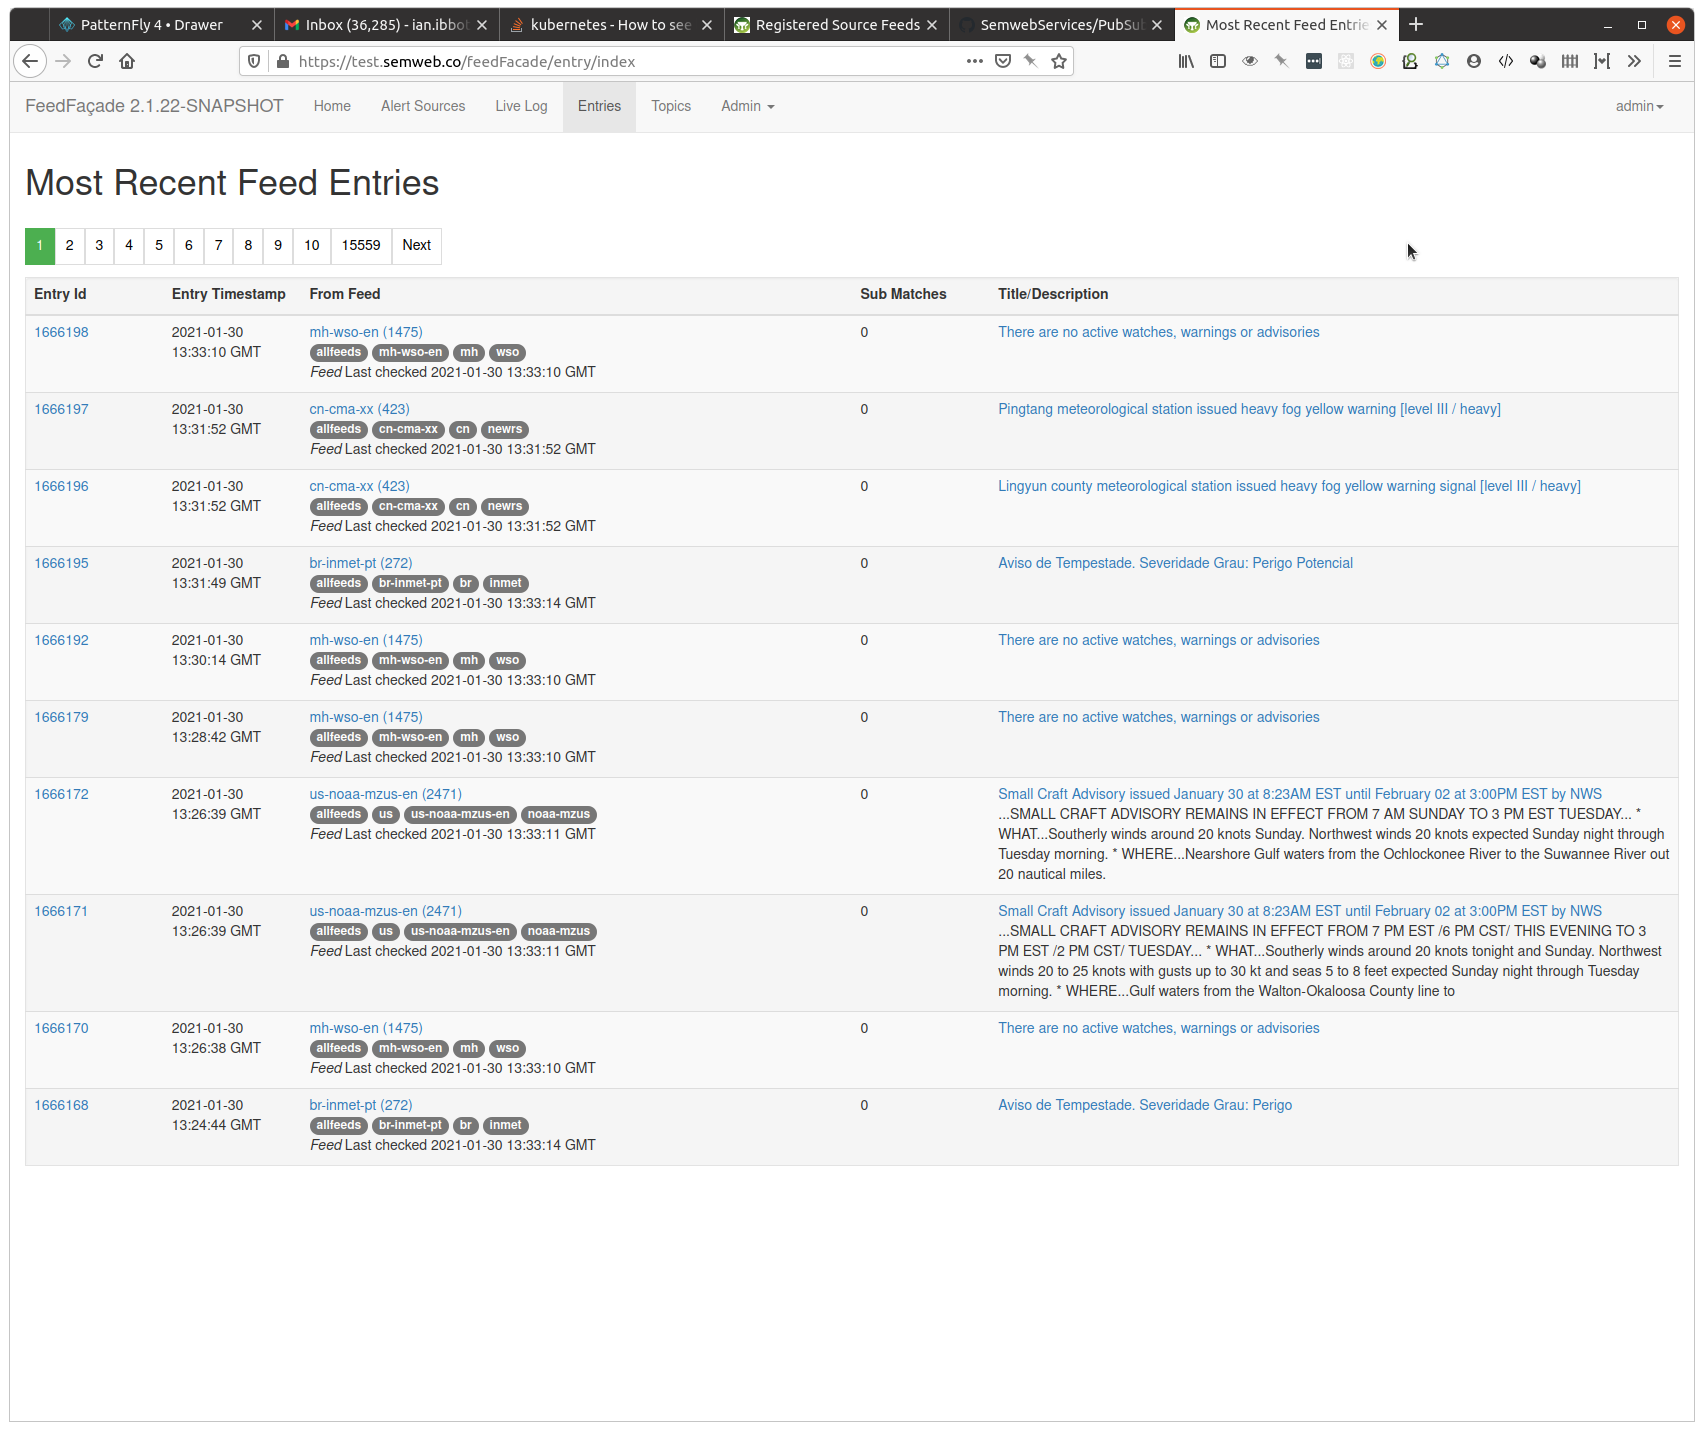 PatternFly 4 • Drawer
Inbox (36,285) - ian.ibbot
kubernetes - How to see
Registered Source Feeds
SemwebServices/PubSu
Most Recent Feed Entrie
https://test.semweb.co/feedFacade/entry/index
FeedFaçade 2.1.22-SNAPSHOT Home Alert Sources Live Log Entries Topics Admin admin
Most Recent Feed Entries
1 2 3 4 5 6 7 8 9 10 15559 Next
Entry Id Entry Timestamp From Feed Sub Matches Title/Description
1666198 2021-01-30 mh-wso-en (1475) 0 There are no active watches, warnings or advisories
13:33:10 GMT allfeeds mh-wso-en mh wso
Feed Last checked 2021-01-30 13:33:10 GMT
1666197 2021-01-30 cn-cma-xx (423) 0 Pingtang meteorological station issued heavy fog yellow warning [level III / heavy]
13:31:52 GMT allfeeds cn-cma-xx cn newrs
Feed Last checked 2021-01-30 13:31:52 GMT
1666196 2021-01-30 cn-cma-xx (423) 0 Lingyun county meteorological station issued heavy fog yellow warning signal [level III / heavy]
13:31:52 GMT allfeeds cn-cma-xx cn newrs
Feed Last checked 2021-01-30 13:31:52 GMT
1666195 2021-01-30 br-inmet-pt (272) 0 Aviso de Tempestade. Severidade Grau: Perigo Potencial
13:31:49 GMT allfeeds br-inmet-pt br inmet
Feed Last checked 2021-01-30 13:33:14 GMT
1666192 2021-01-30 mh-wso-en (1475) 0 There are no active watches, warnings or advisories
13:30:14 GMT allfeeds mh-wso-en mh wso
Feed Last checked 2021-01-30 13:33:10 GMT
1666179 2021-01-30 mh-wso-en (1475) 0 There are no active watches, warnings or advisories
13:28:42 GMT allfeeds mh-wso-en mh wso
Feed Last checked 2021-01-30 13:33:10 GMT
1666172 2021-01-30 us-noaa-mzus-en (2471) 0 Small Craft Advisory issued January 30 at 8:23AM EST until February 02 at 3:00PM EST by NWS
13:26:39 GMT allfeeds us us-noaa-mzus-en noaa-mzus ...SMALL CRAFT ADVISORY REMAINS IN EFFECT FROM 7 AM SUNDAY TO 3 PM EST TUESDAY... *
Feed Last checked 2021-01-30 13:33:11 GMT WHAT...Southerly winds around 20 knots Sunday. Northwest winds 20 knots expected Sunday night through
Tuesday morning. * WHERE...Nearshore Gulf waters from the Ochlockonee River to the Suwannee River out
20 nautical miles.
1666171 2021-01-30 us-noaa-mzus-en (2471) 0 Small Craft Advisory issued January 30 at 8:23AM EST until February 02 at 3:00PM EST by NWS
13:26:39 GMT allfeeds us us-noaa-mzus-en noaa-mzus ...SMALL CRAFT ADVISORY REMAINS IN EFFECT FROM 7 PM EST /6 PM CST/ THIS EVENING TO 3
Feed Last checked 2021-01-30 13:33:11 GMT PM EST /2 PM CST/ TUESDAY... * WHAT...Southerly winds around 20 knots tonight and Sunday. Northwest
winds 20 to 25 knots with gusts up to 30 kt and seas 5 to 8 feet expected Sunday night through Tuesday
morning. * WHERE...Gulf waters from the Walton-Okaloosa County line to
1666170 2021-01-30 mh-wso-en (1475) 0 There are no active watches, warnings or advisories
13:26:38 GMT allfeeds mh-wso-en mh wso
Feed Last checked 2021-01-30 13:33:10 GMT
1666168 2021-01-30 br-inmet-pt (272) 0 Aviso de Tempestade. Severidade Grau: Perigo
13:24:44 GMT allfeeds br-inmet-pt br inmet
Feed Last checked 2021-01-30 13:33:14 GMT